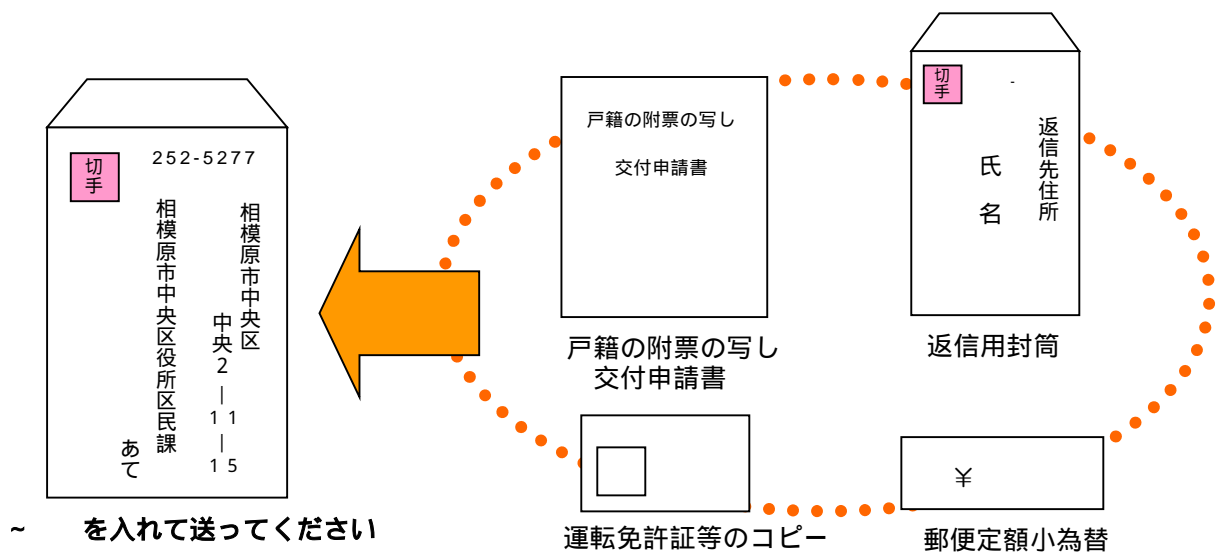 切手
252-5277
相模原市中央区
中央2―11―15
相模原市中央区役所区民課
あて
~ を入れて送ってください
戸籍の附票の写し
交付申請書
戸籍の附票の写し
交付申請書
切手
-
返信先住所
氏名
返信用封筒
運転免許証等のコピー
¥
郵便定額小為替